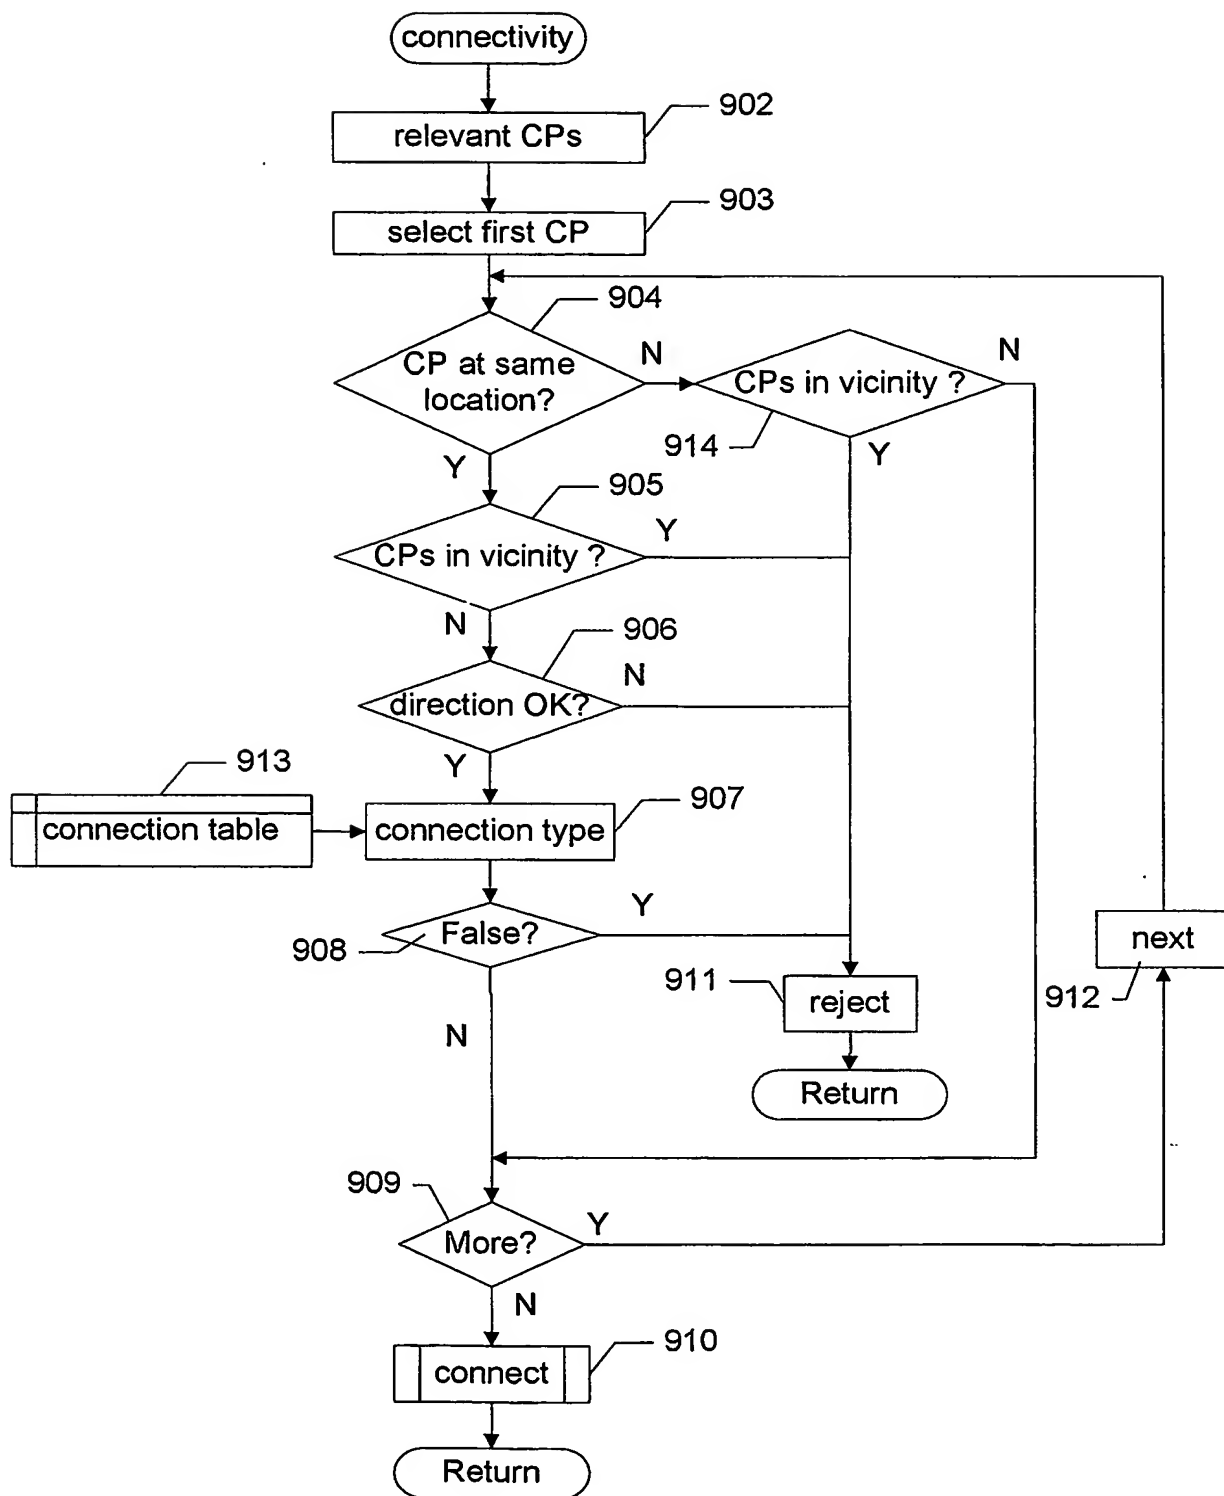 connectivity
902
relevant CPs
903
select first CP
904
CP at same
location?
N
CPs in vicinity ?
N
914
Y
Y
905
CPs in vicinity ?
Y
N
906
direction OK?
N
Y
913
connection table
907
connection type
908
False?
Y
911
reject
next
912
N
Return
909
More?
Y
N
910
connect
Return